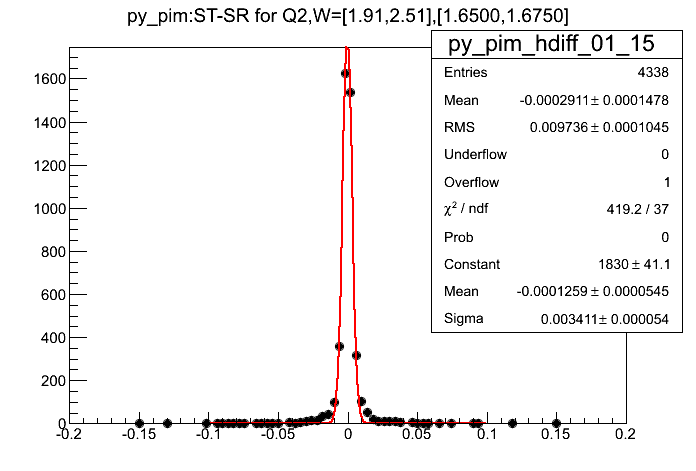 py_pim:ST-SR for Q2,W=[1.91,2.51],[1.6500,1.6750]
py_pim_hdiff_01_15
Entries 4338
Mean -0.0002911 ± 0.0001478
RMS 0.009736 ± 0.0001045
Underflow 0
Overflow 1
χ² / ndf 419.2 / 37
Prob 0
Constant 1830 ± 41.1
Mean -0.0001259 ± 0.0000545
Sigma 0.003411 ± 0.000054
1600
1400
1200
1000
800
600
400
200
0
-0.2 -0.15 -0.1 -0.05 0 0.05 0.1 0.15 0.2